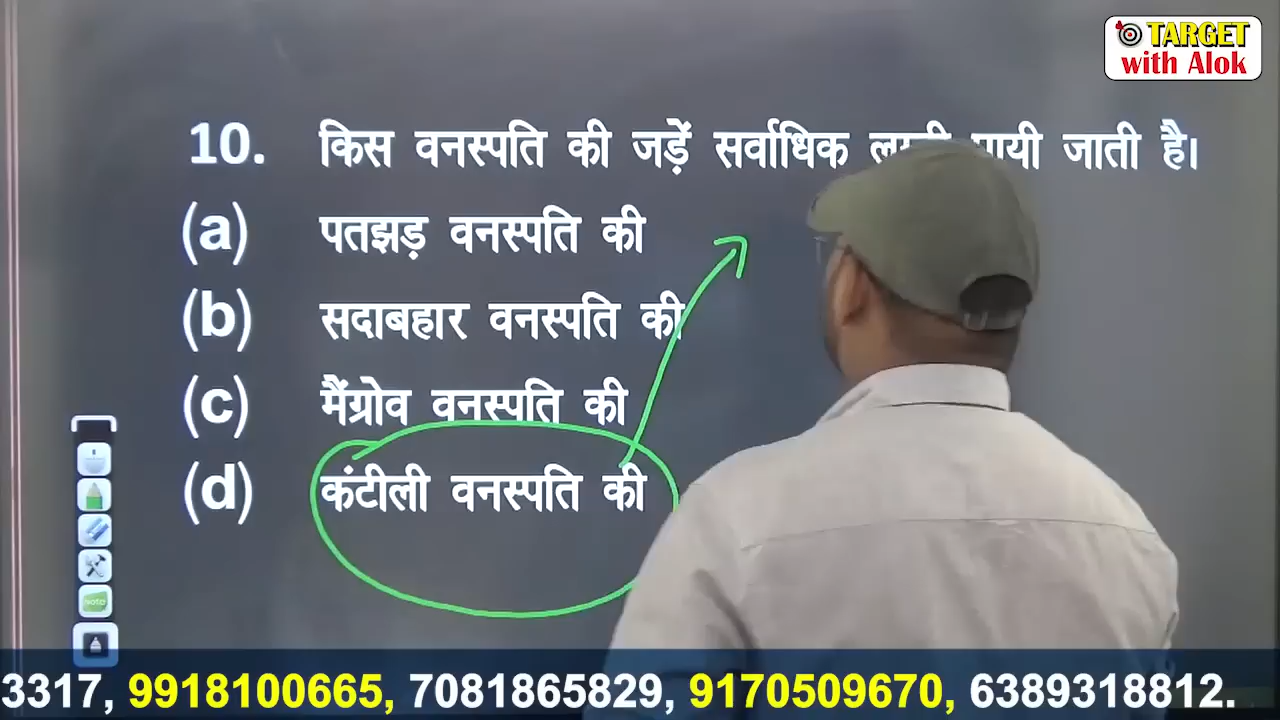 TARGET
with Alok
10. किस वनस्पति की जड़ें सर्वाधिक पायी जाती है।
(a) पतझड़ वनस्पति की
(b) सदाबहार वनस्पति की
(c) मैंग्रोव वनस्पति की
(d) कंटीली वनस्पति की
NOTE
3317, 9918100665, 7081865829, 9170509670, 6389318812.